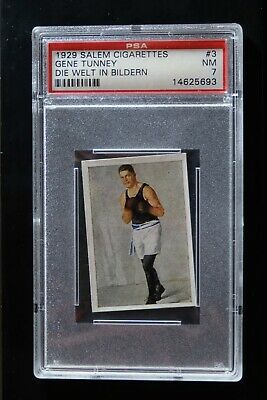 PSA
1929 SALEM CIGARETTES #3
GENE TUNNEY NM
DIE WELT IN BILDERN 7
14625693